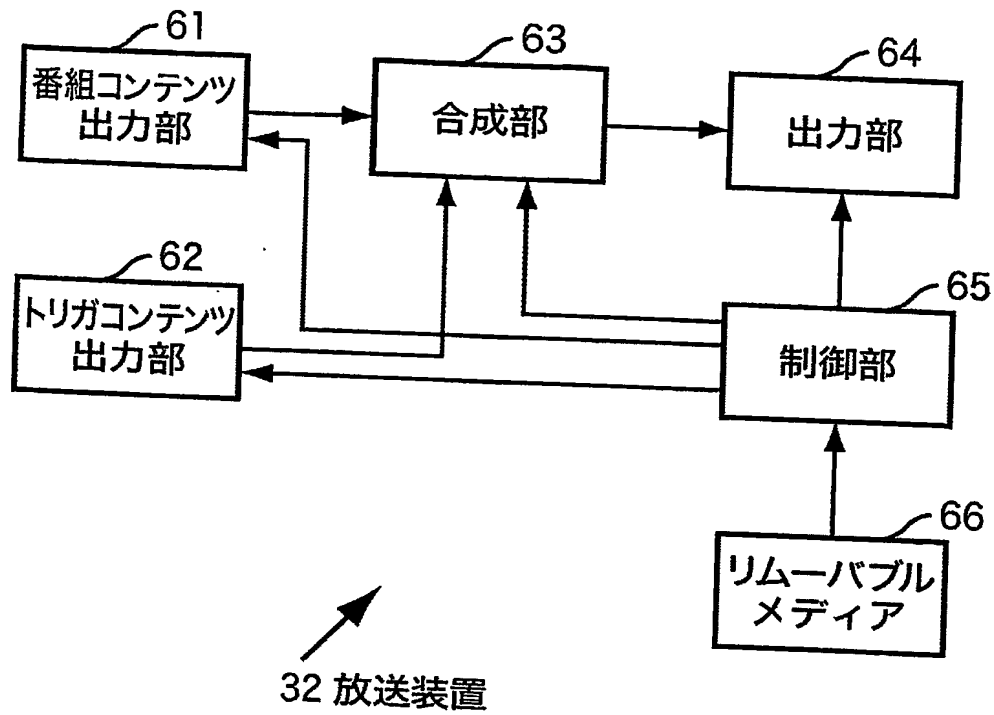 61
番組コンテンツ
出力部
63
合成部
64
出力部
62
トリガコンテンツ
出力部
65
制御部
66
リムーバブル
メディア
32 放送装置